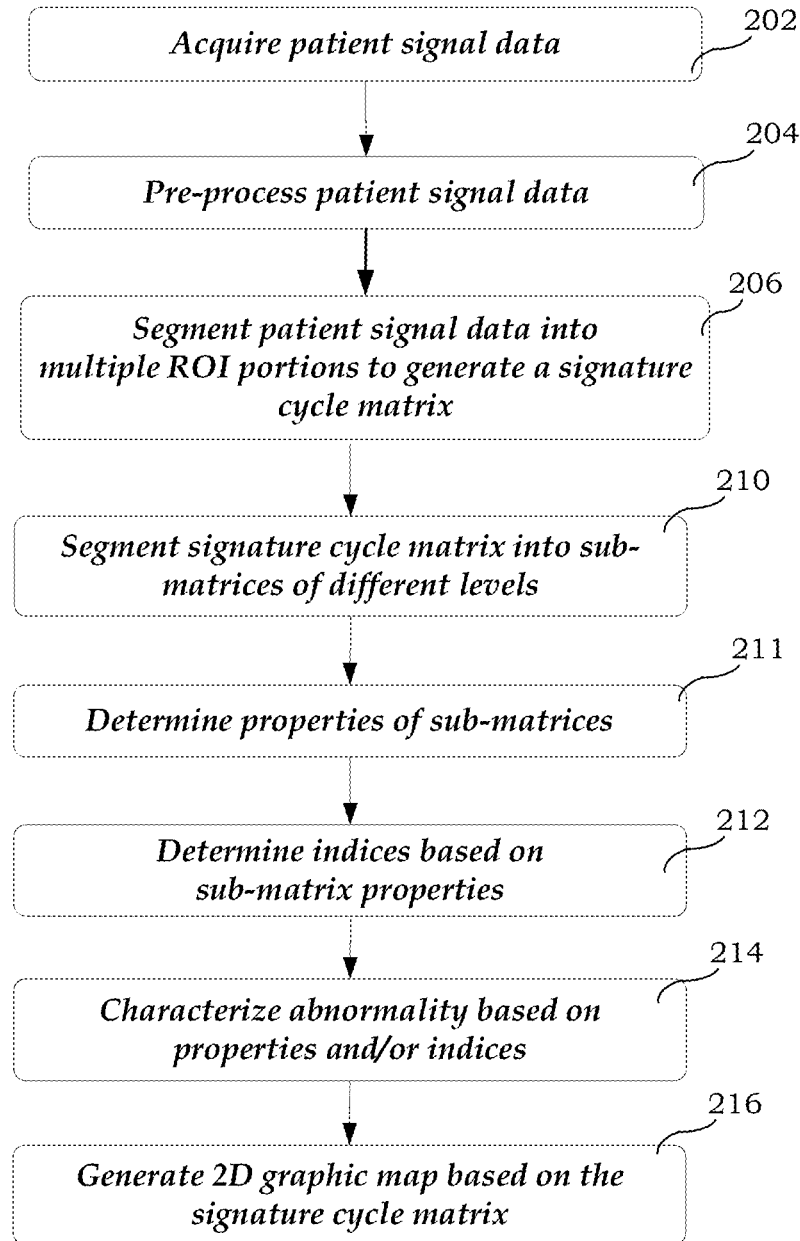 202
Acquire patient signal data
204
Pre-process patient signal data
206
Segment patient signal data into
multiple ROI portions to generate a signature
cycle matrix
210
Segment signature cycle matrix into sub-
matrices of different levels
211
Determine properties of sub-matrices
212
Determine indices based on
sub-matrix properties
214
Characterize abnormality based on
properties and/or indices
216
Generate 2D graphic map based on the
signature cycle matrix